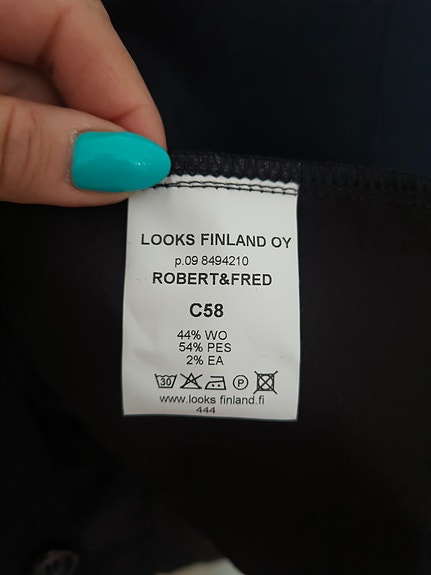 LOOKS FINLAND OY
p.09 8494210
ROBERT&FRED
C58
44% WO
54% PES
2% EA
30 P
www.looks finland.fi
444